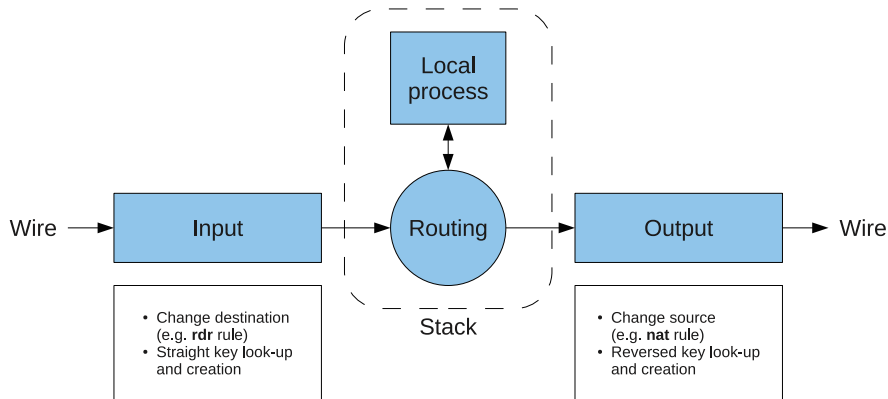 Local
process
Wire
Input
Routing
Output
Wire
Stack
• Change destination
(e.g. rdr rule)
• Straight key look-up
and creation
• Change source
(e.g. nat rule)
• Reversed key look-up
and creation